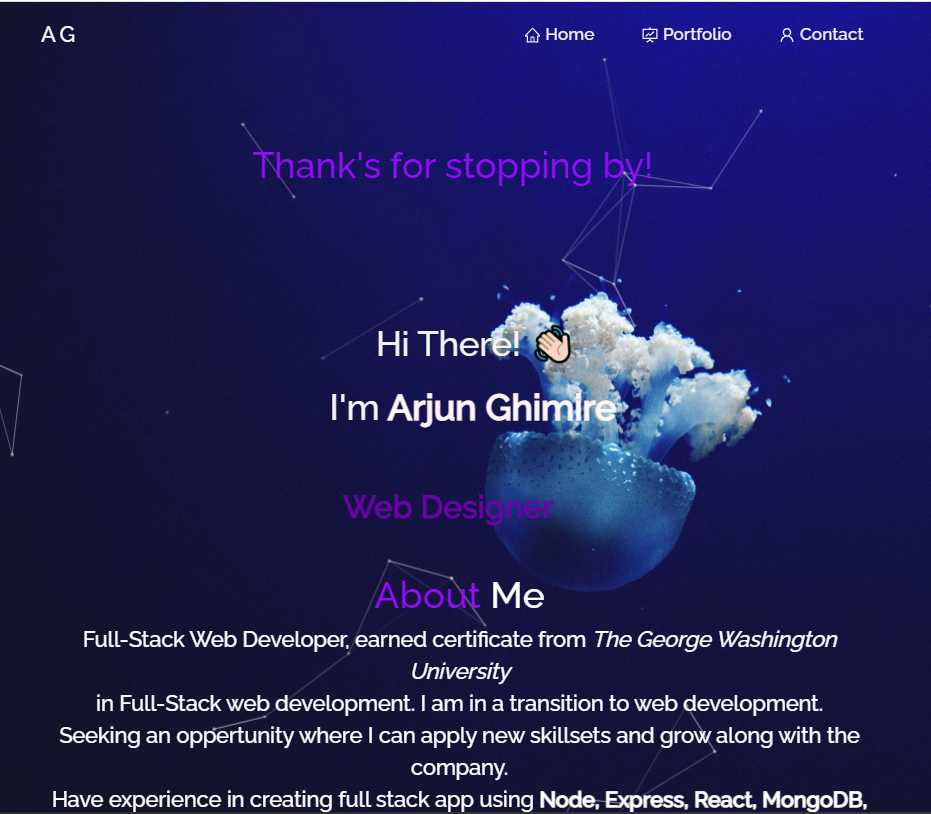 AG
Home Portfolio Contact
Thank's for stopping by!
Hi There! 👋🏻
I'm Arjun Ghimire
Web Designer
About Me
Full-Stack Web Developer, earned certificate from The George Washington
University
in Full-Stack web development. I am in a transition to web development.
Seeking an oppertunity where I can apply new skillsets and grow along with the
company.
Have experience in creating full stack app using Node, Express, React, MongoDB,